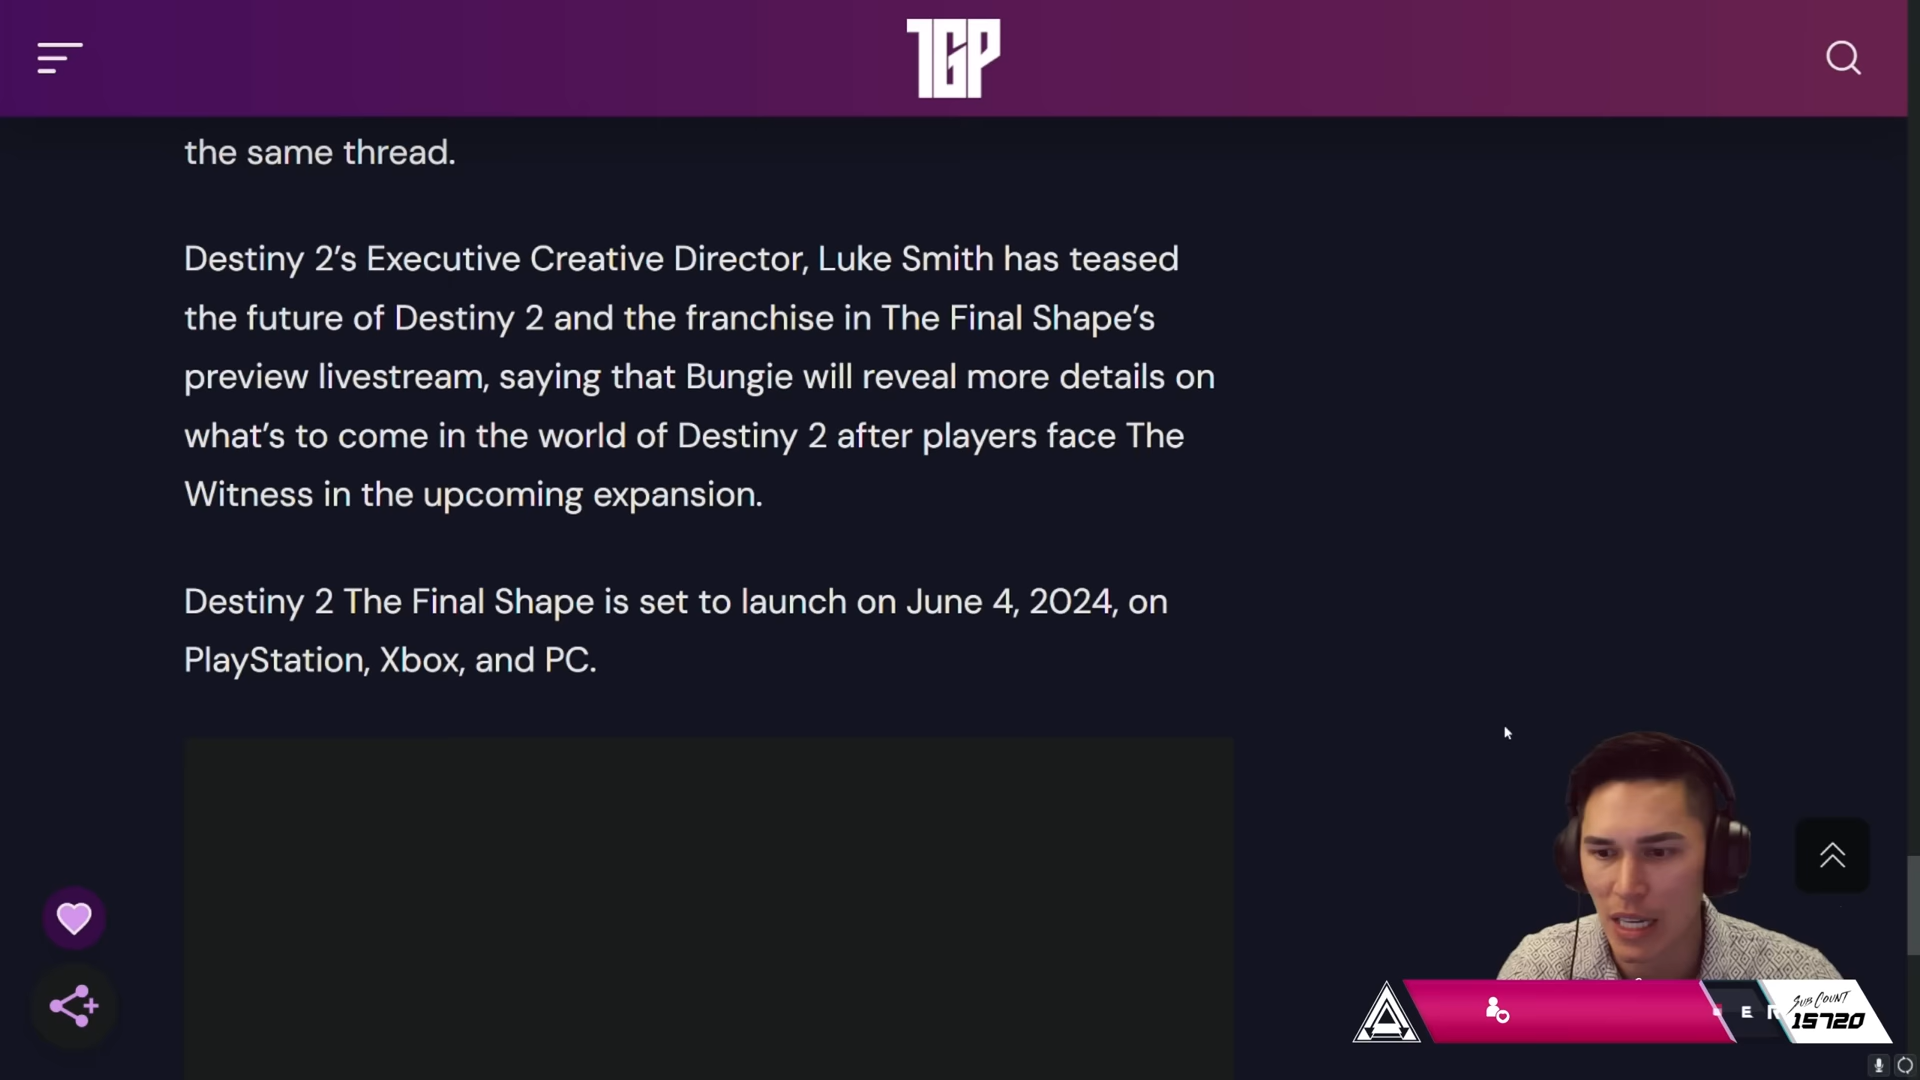 TGP
the same thread.
Destiny 2’s Executive Creative Director, Luke Smith has teased
the future of Destiny 2 and the franchise in The Final Shape’s
preview livestream, saying that Bungie will reveal more details on
what’s to come in the world of Destiny 2 after players face The
Witness in the upcoming expansion.
Destiny 2 The Final Shape is set to launch on June 4, 2024, on
PlayStation, Xbox, and PC.
SUB COUNT
15720